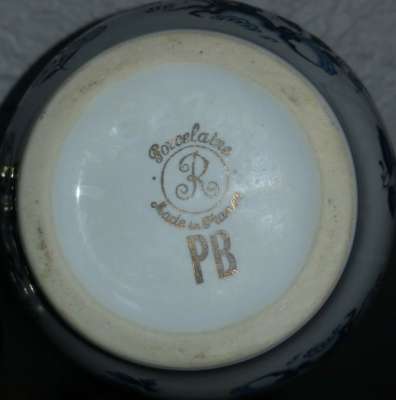 Porcelaine
R
Made in France
PB